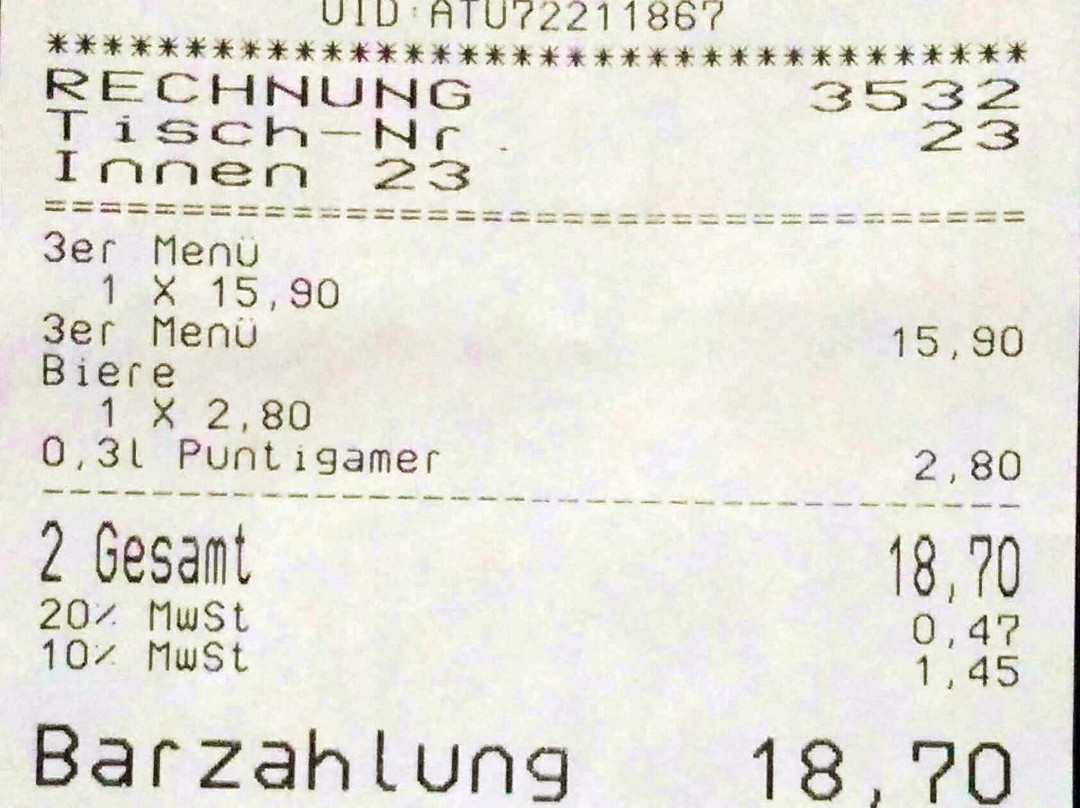 UID:ATU72211867
************************************
RECHNUNG 3532
Tisch-Nr 23
Innen 23
====================================
3er Menü
1 X 15,90
3er Menü 15,90
Biere
1 X 2,80
0,3l Puntigamer 2,80
------------------------------------
2 Gesamt 18,70
20% MwSt 0,47
10% MwSt 1,45
Barzahlung 18,70